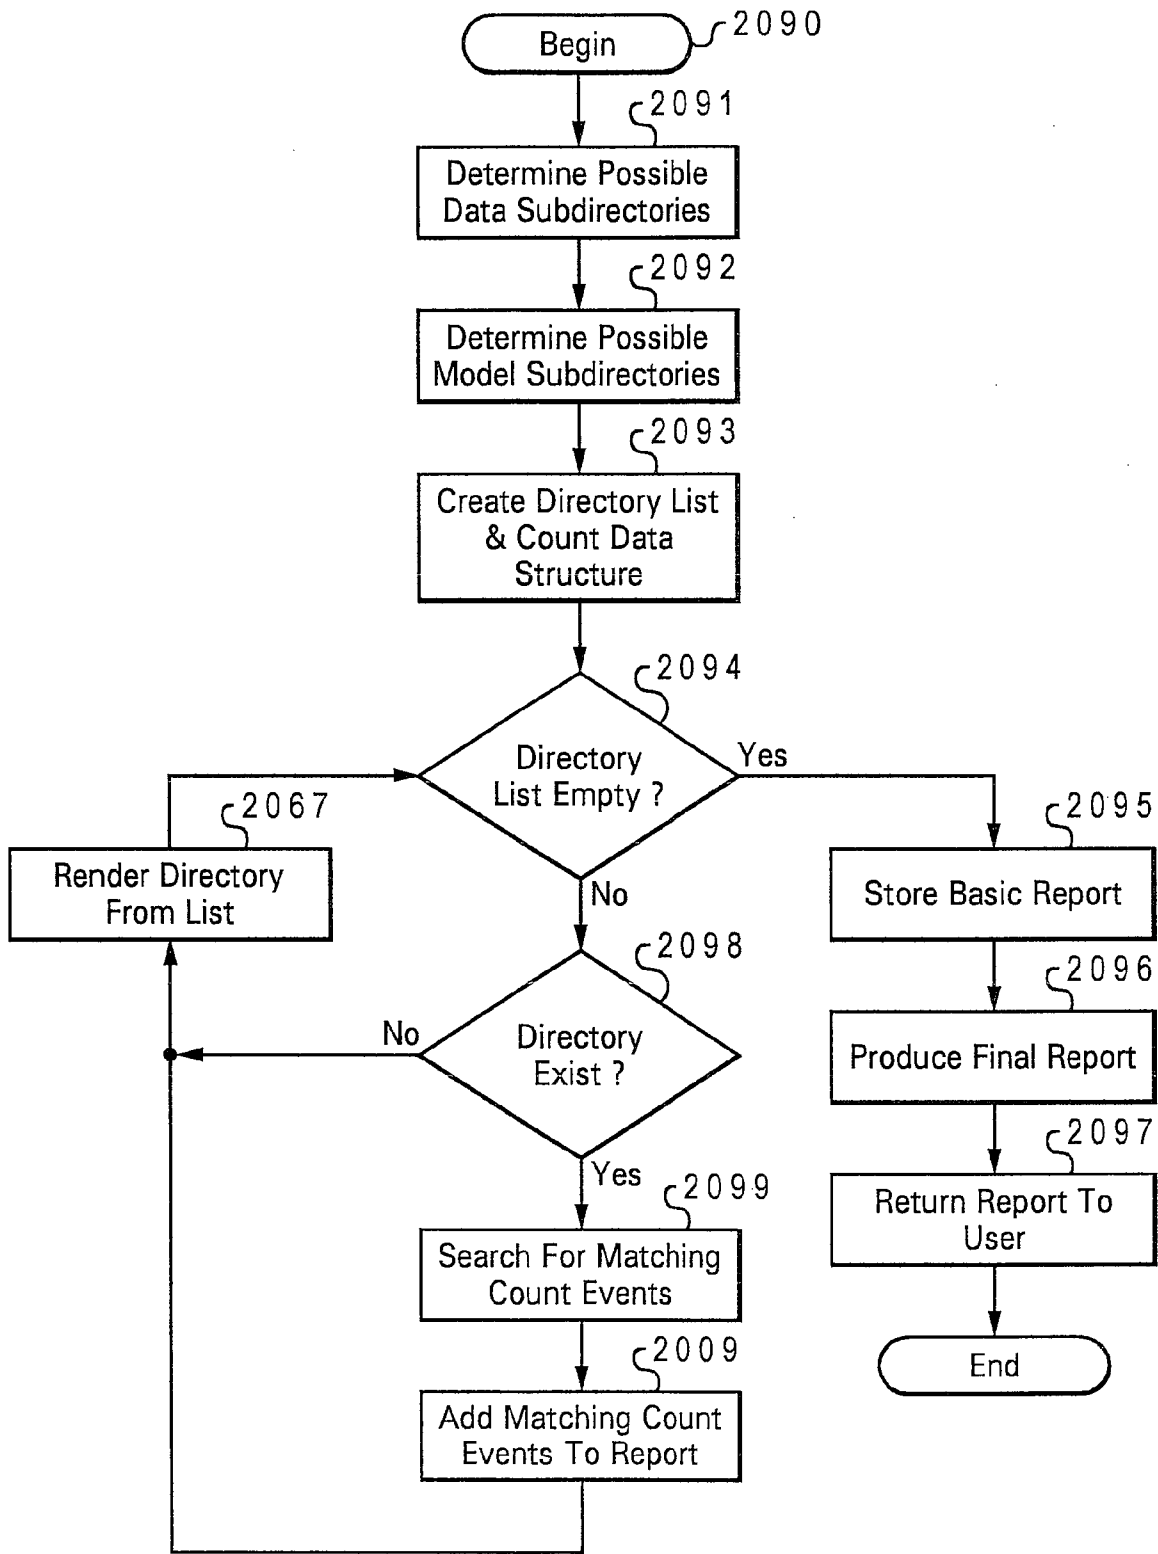 Begin
2090
2091
Determine Possible
Data Subdirectories
2092
Determine Possible
Model Subdirectories
2093
Create Directory List
& Count Data
Structure
2094
Directory
List Empty ?
Yes
No
2067
Render Directory
From List
2095
Store Basic Report
2098
Directory
Exist ?
No
Yes
2096
Produce Final Report
2097
Return Report To
User
2099
Search For Matching
Count Events
End
2009
Add Matching Count
Events To Report